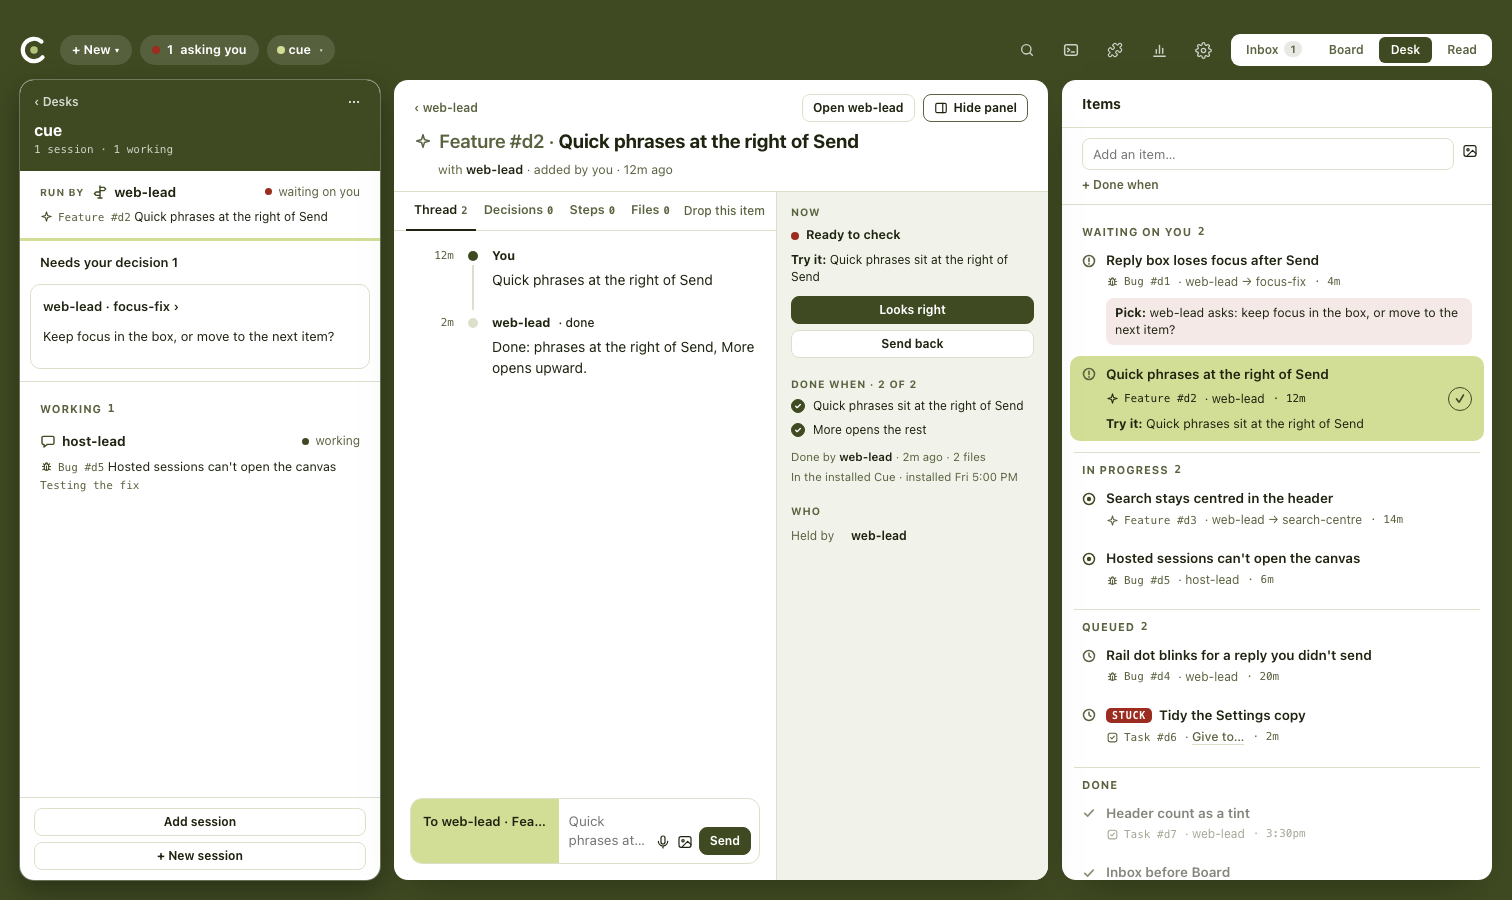 + New ▾
1 asking you
cue ·
Inbox 1
Board
Desk
Read
‹ Desks
···
cue
1 session · 1 working
RUN BY web-lead
waiting on you
Feature #d2 Quick phrases at the right of Send
Needs your decision 1
web-lead · focus-fix ›
Keep focus in the box, or move to the next item?
WORKING 1
host-lead
working
Bug #d5 Hosted sessions can't open the canvas
Testing the fix
Add session
+ New session
‹ web-lead
Open web-lead
Hide panel
Feature #d2 · Quick phrases at the right of Send
with web-lead · added by you · 12m ago
Thread 2
Decisions 0
Steps 0
Files 0
Drop this item
12m
You
Quick phrases at the right of Send
2m
web-lead · done
Done: phrases at the right of Send, More
opens upward.
To web-lead · Fea...
Quick
phrases at...
Send
NOW
Ready to check
Try it: Quick phrases sit at the right of
Send
Looks right
Send back
DONE WHEN · 2 OF 2
Quick phrases sit at the right of Send
More opens the rest
Done by web-lead · 2m ago · 2 files
In the installed Cue · installed Fri 5:00 PM
WHO
Held by web-lead
Items
Add an item...
+ Done when
WAITING ON YOU 2
Reply box loses focus after Send
Bug #d1 · web-lead → focus-fix · 4m
Pick: web-lead asks: keep focus in the box, or move to the
next item?
Quick phrases at the right of Send
Feature #d2 · web-lead · 12m
Try it: Quick phrases sit at the right of Send
IN PROGRESS 2
Search stays centred in the header
Feature #d3 · web-lead → search-centre · 14m
Hosted sessions can't open the canvas
Bug #d5 · host-lead · 6m
QUEUED 2
Rail dot blinks for a reply you didn't send
Bug #d4 · web-lead · 20m
STUCK Tidy the Settings copy
Task #d6 · Give to... · 2m
DONE
Header count as a tint
Task #d7 · web-lead · 3:30pm
Inbox before Board